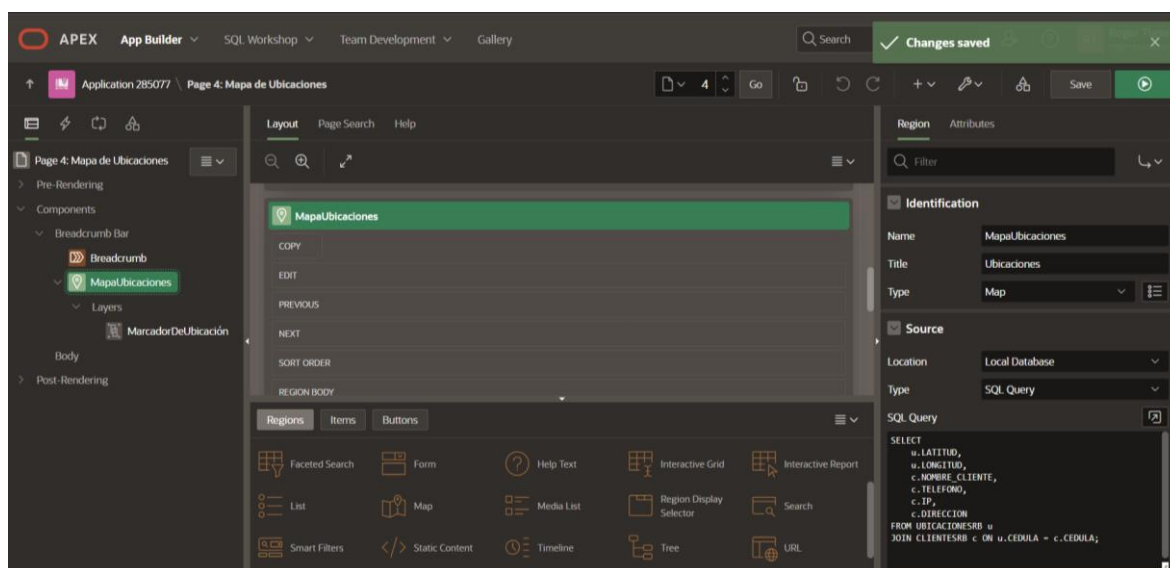 APEX App Builder SQL Workshop Team Development Gallery Search Changes saved
Application 285077 \ Page 4: Mapa de Ubicaciones 4 Go Save
Layout Page Search Help
Region Attributes
Page 4: Mapa de Ubicaciones
Filter
Pre-Rendering
Components
Breadcrumb Bar
Breadcrumb
MapaUbicaciones
Layers
MarcadorDeUbicación
Body
Post-Rendering
MapaUbicaciones
COPY
EDIT
PREVIOUS
NEXT
SORT ORDER
REGION BODY
Regions Items Buttons
Faceted Search Form Help Text Interactive Grid Interactive Report
List Map Media List Region Display Selector Search
Smart Filters Static Content Timeline Tree URL
Identification
Name MapaUbicaciones
Title Ubicaciones
Type Map
Source
Location Local Database
Type SQL Query
SQL Query
SELECT
u.LATITUD,
u.LONGITUD,
c.NOMBRE_CLIENTE,
c.TELEFONO,
c.IP,
c.DIRECCION
FROM UBICACIONESRB u
JOIN CLIENTESRB c ON u.CEDULA = c.CEDULA;